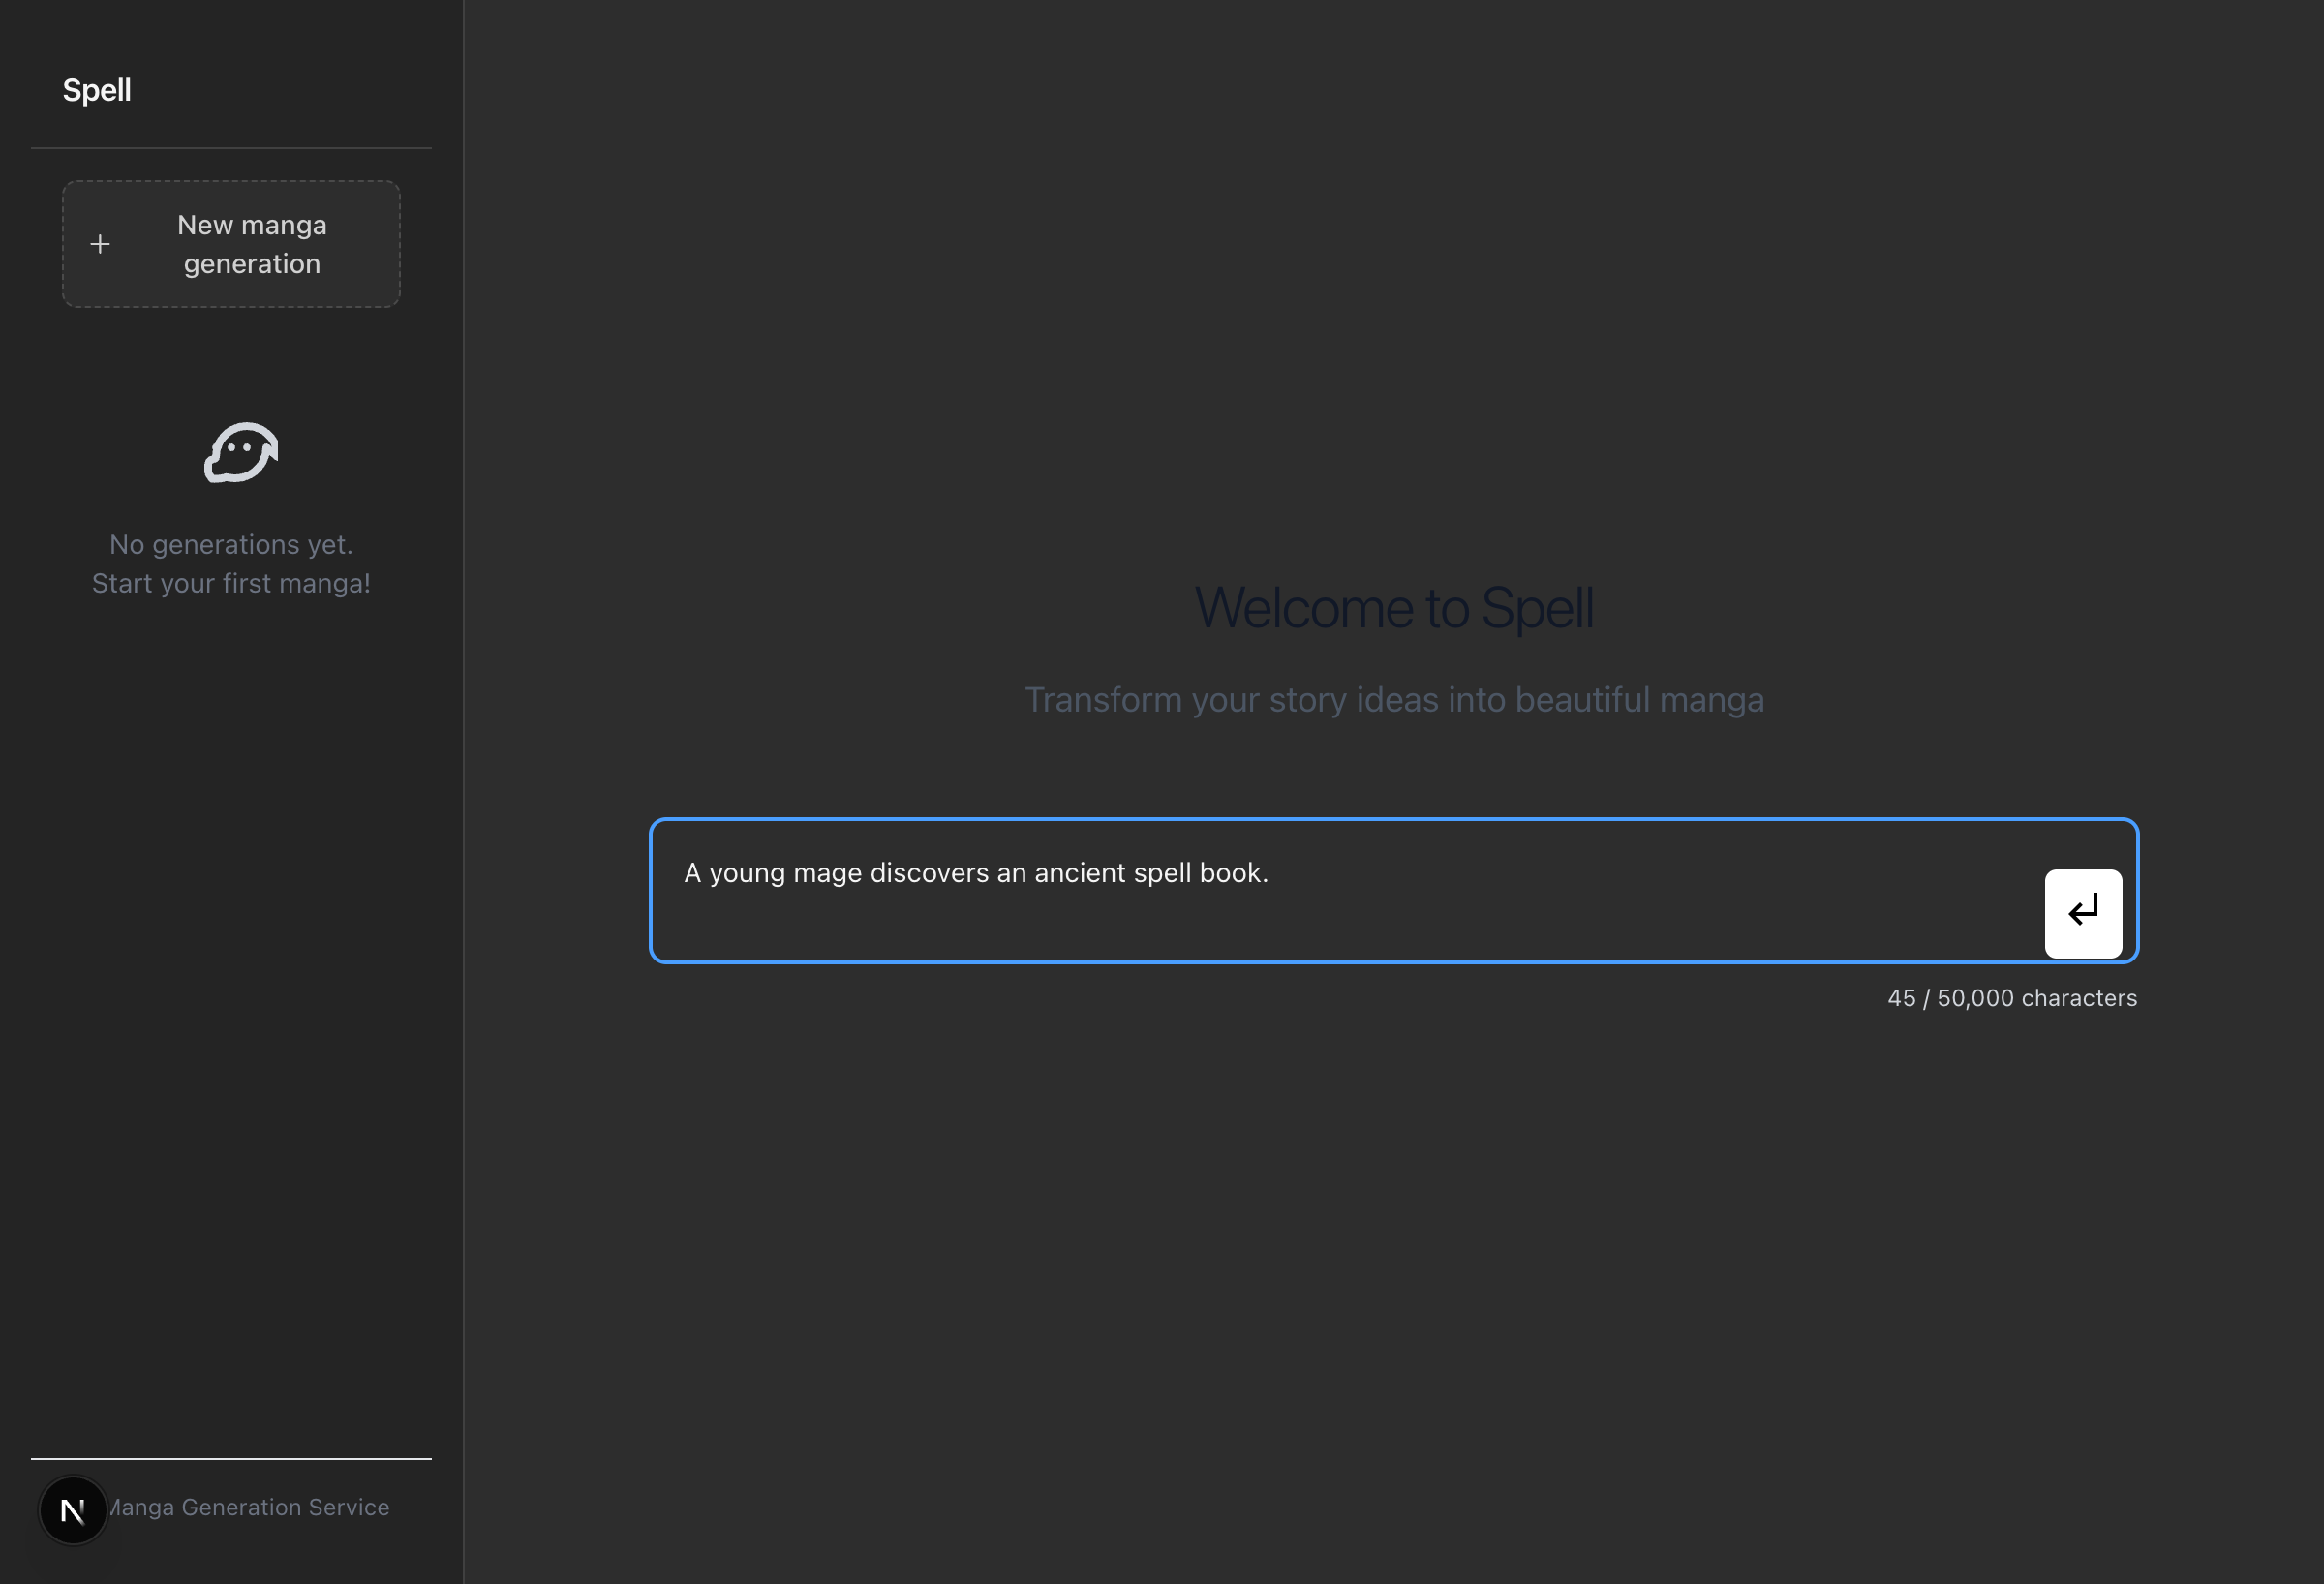 Spell
New manga
generation
No generations yet.
Start your first manga!
Welcome to Spell
Transform your story ideas into beautiful manga
A young mage discovers an ancient spell book.
45 / 50,000 characters
N
Manga Generation Service